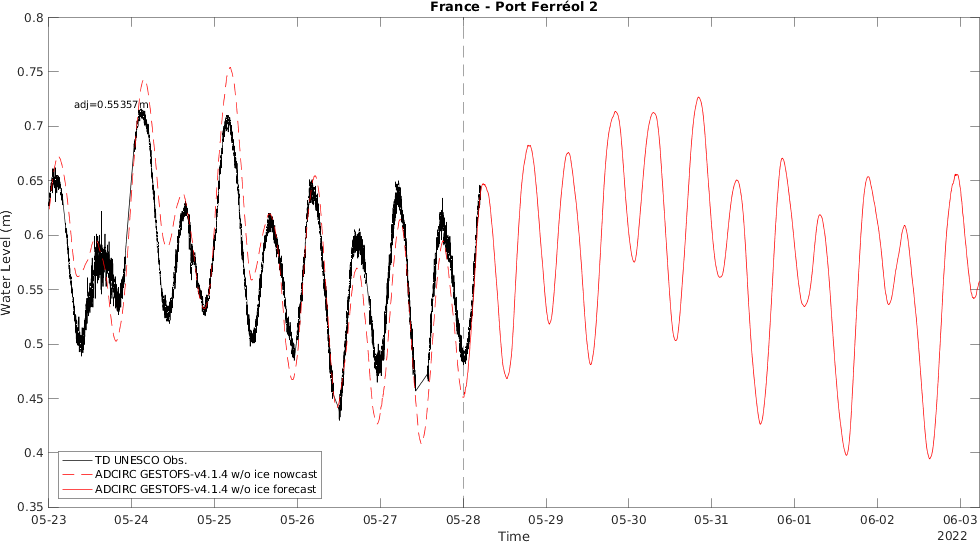 France - Port Ferréol 2
0.8
0.75
0.7
0.65
0.6
0.55
0.5
0.45
0.4
0.35
Water Level (m)
adj=0.55357m
TD UNESCO Obs.
ADCIRC GESTOFS-v4.1.4 w/o ice nowcast
ADCIRC GESTOFS-v4.1.4 w/o ice forecast
05-23 05-24 05-25 05-26 05-27 05-28 05-29 05-30 05-31 06-01 06-02 06-03
Time
2022